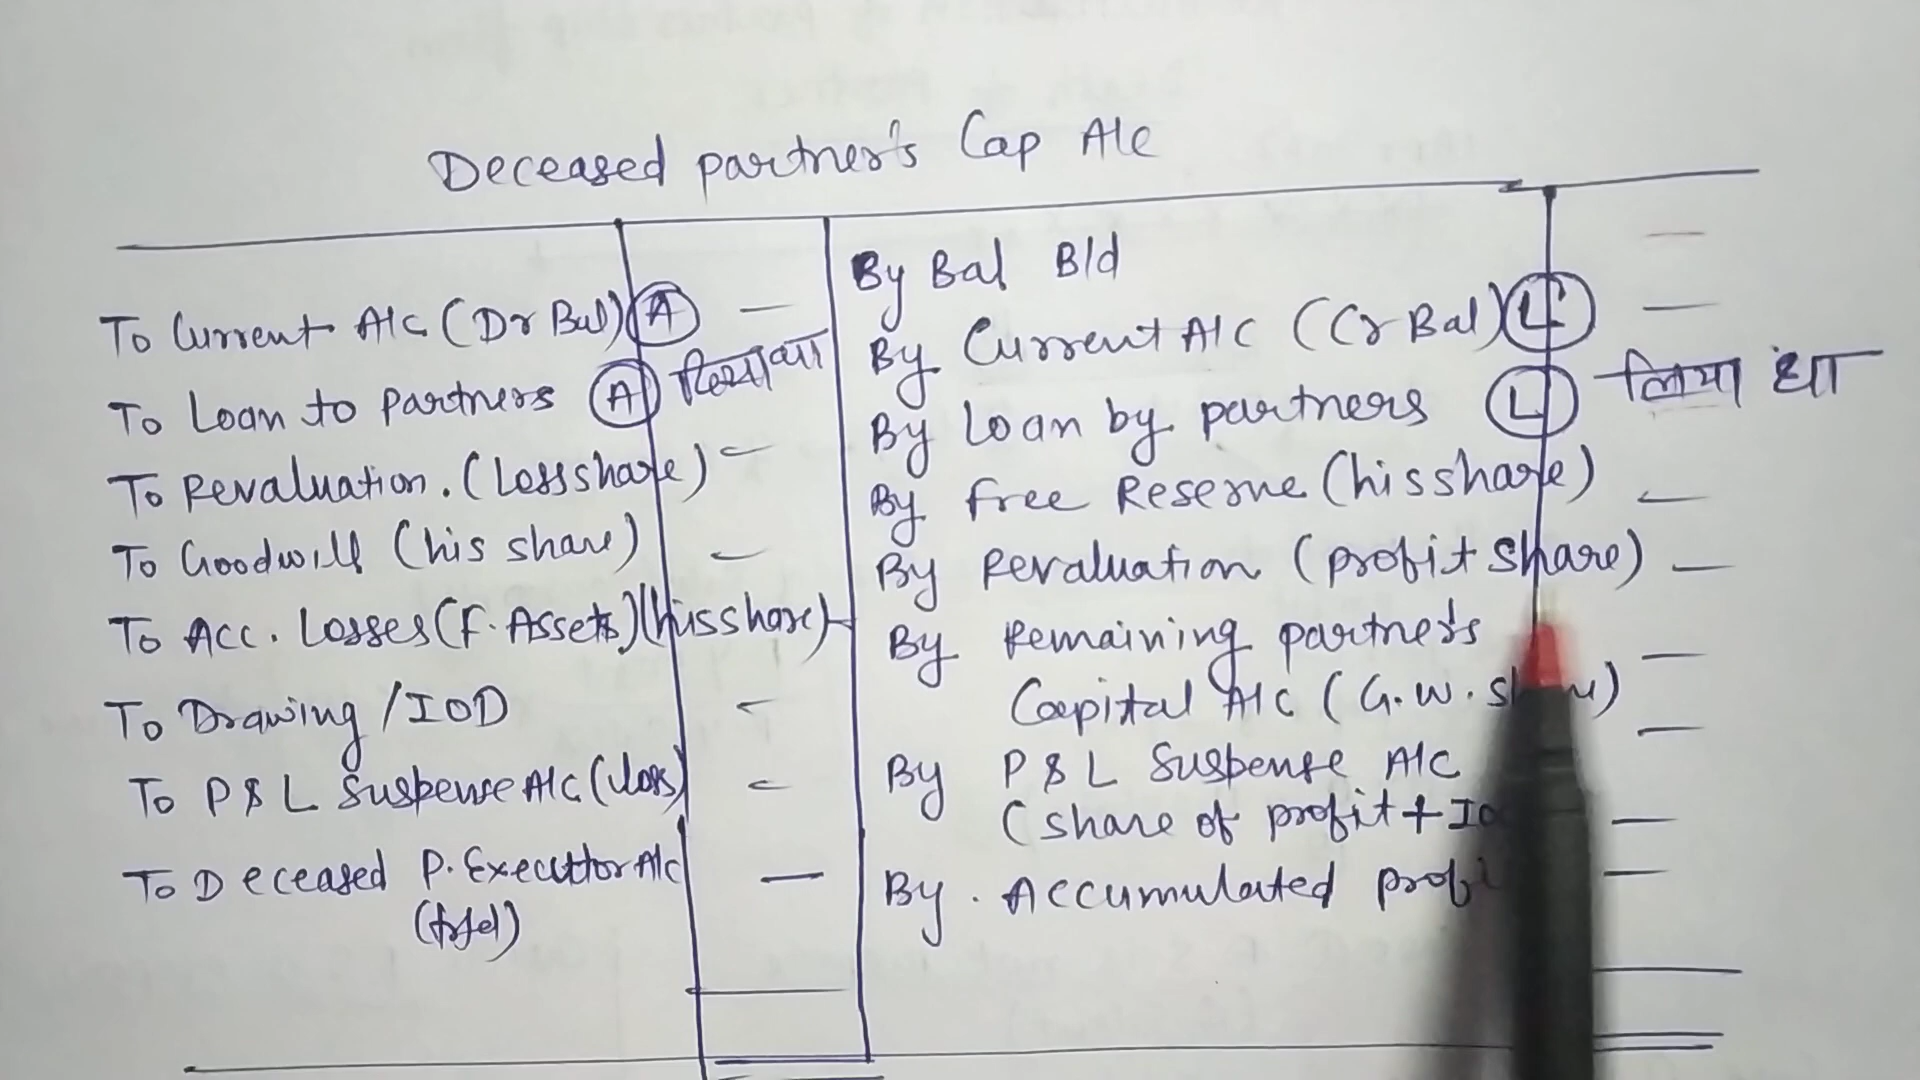 Deceased partner's Cap A/c
To Current A/c (Dr Bal) A
To Loan to partners A दिया था
To Revaluation. (Loss share)
To Goodwill (his share)
To Acc. Losses (F. Assets) (his share)
To Drawing / IOD
To P & L Suspense A/c (loss)
To Deceased P. Executtor A/c
(trfd)
By Bal B/d
By Current A/c (Cr Bal) L
By Loan by partners L लिया था
By free Reserve (his share)
By Revaluation (profit share)
By Remaining partner's
Capital A/c (G.W.
By P & L Suspense A/c
(share of profit +
By . Accumulated